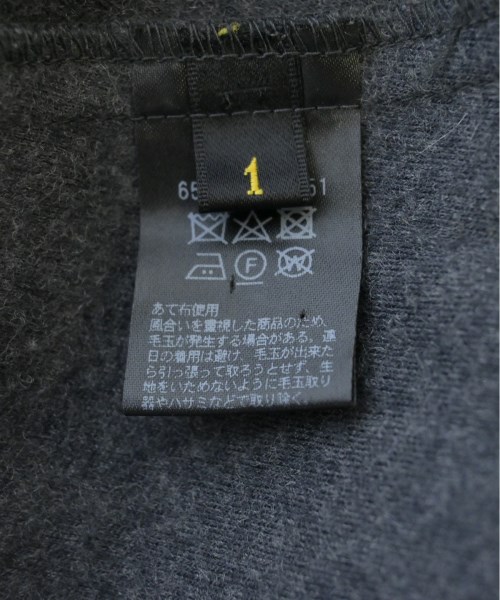 1
65 51
あて布使用
風合いを重視した商品のため、
毛玉が発生する場合がある。連
日の着用は避け、毛玉が出来た
ら引っ張って取ろうとせず、生
地をいためないように毛玉取り
器やハサミなどで取り除く。